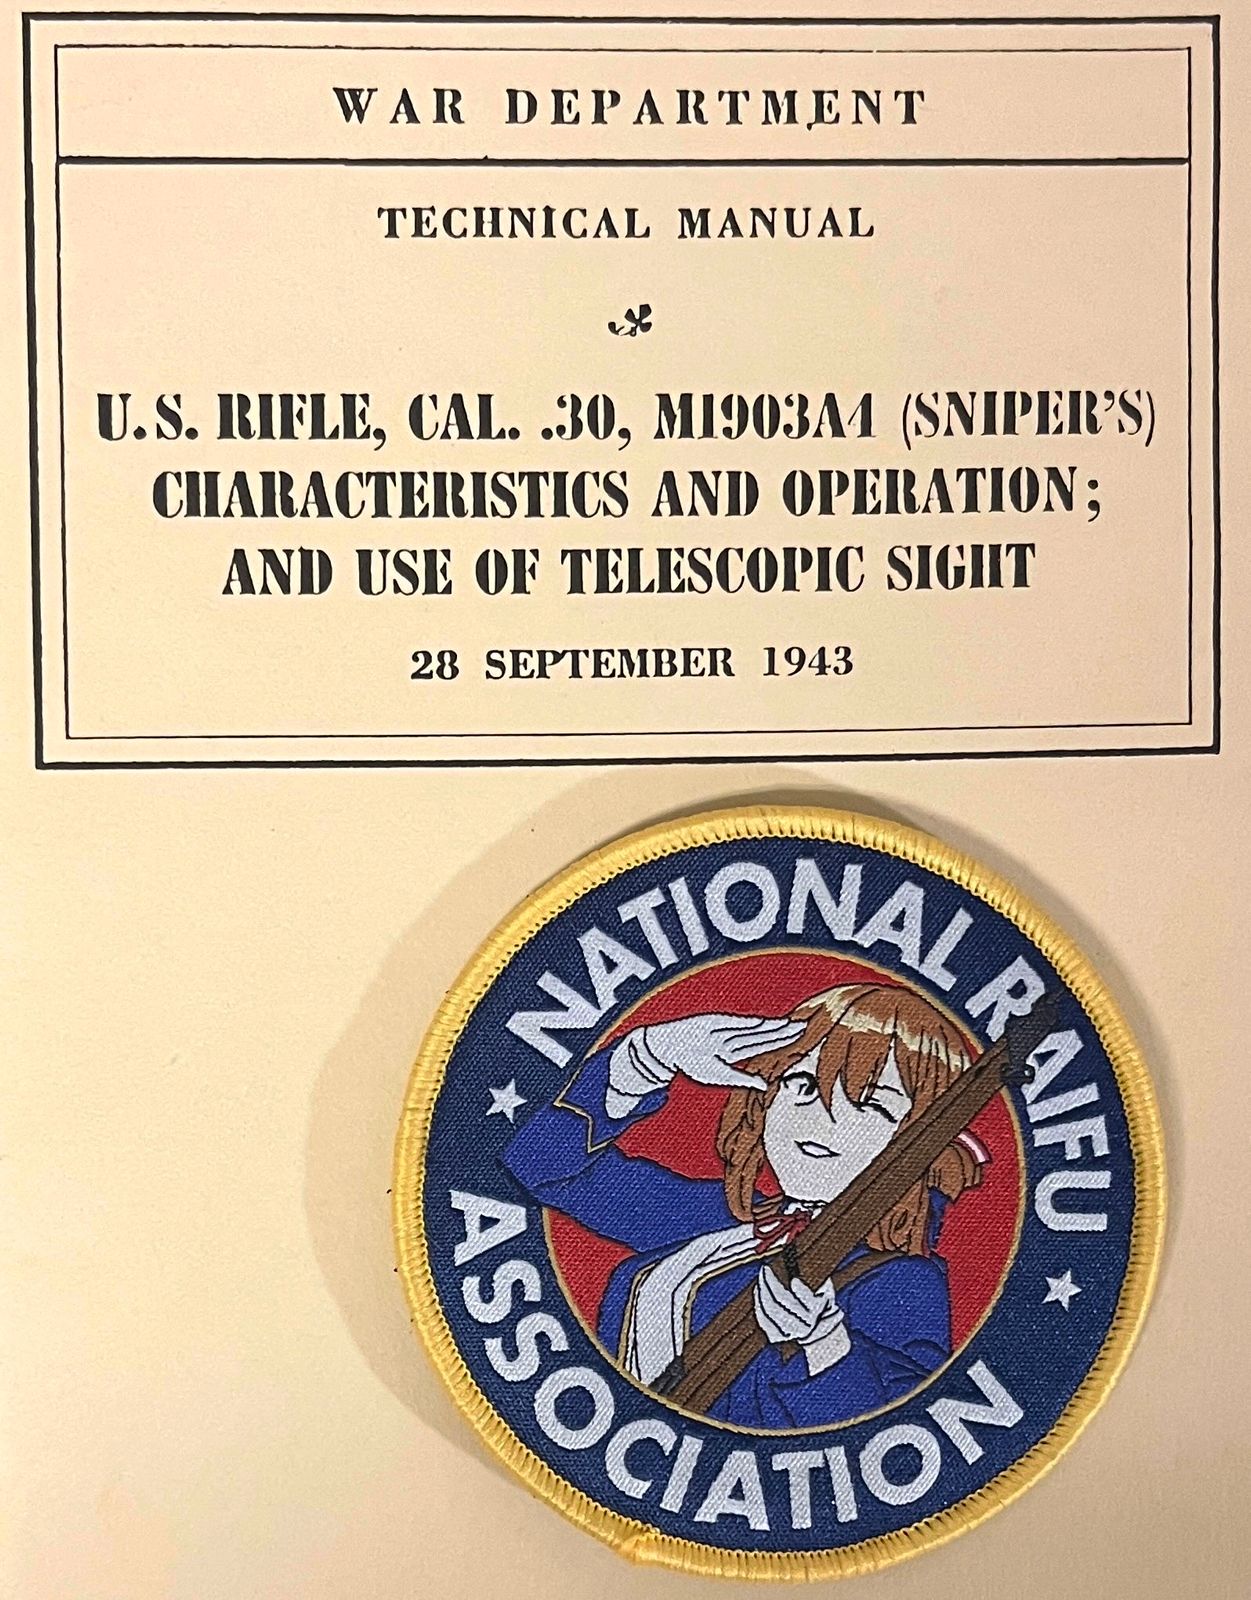 WAR DEPARTMENT
TECHNICAL MANUAL
U.S. RIFLE, CAL. .30, M1903A4 (SNIPER'S)
CHARACTERISTICS AND OPERATION;
AND USE OF TELESCOPIC SIGHT
28 SEPTEMBER 1943
NATIONAL RAIFU
ASSOCIATION